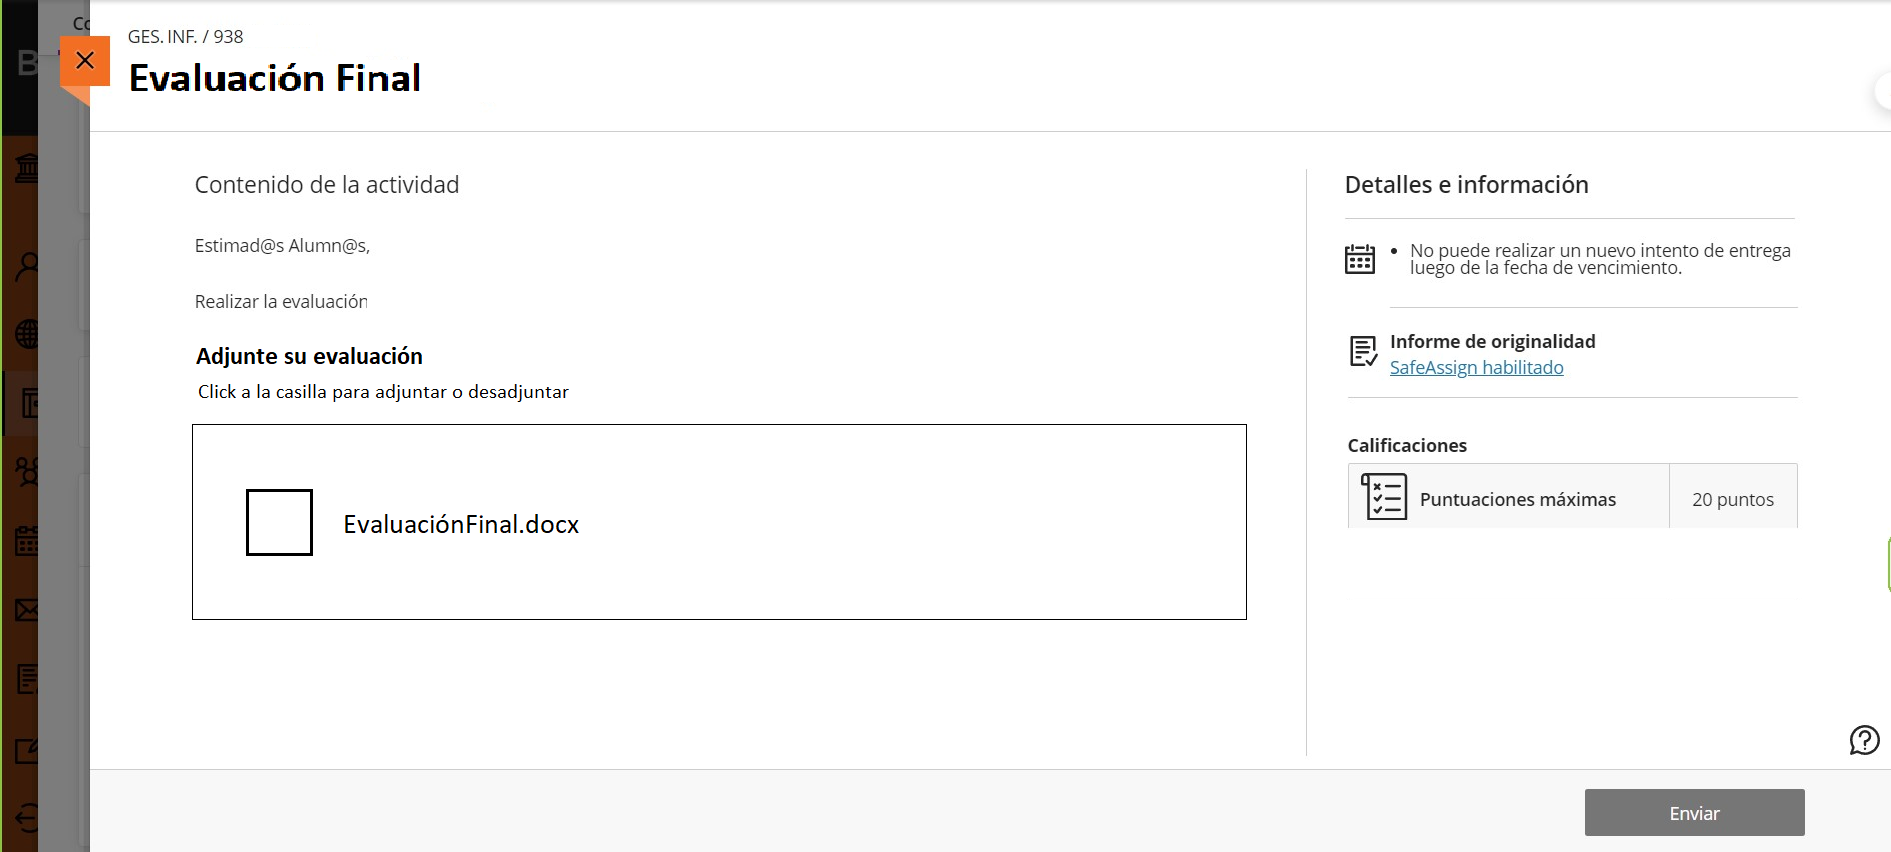 Co
B
GES. INF. / 938
Evaluación Final
Contenido de la actividad
Estimad@s Alumn@s,
Realizar la evaluación
Adjunte su evaluación
Click a la casilla para adjuntar o desadjuntar
EvaluaciónFinal.docx
Detalles e información
• No puede realizar un nuevo intento de entrega
luego de la fecha de vencimiento.
Informe de originalidad
SafeAssign habilitado
Calificaciones
Puntuaciones máximas
20 puntos
Enviar